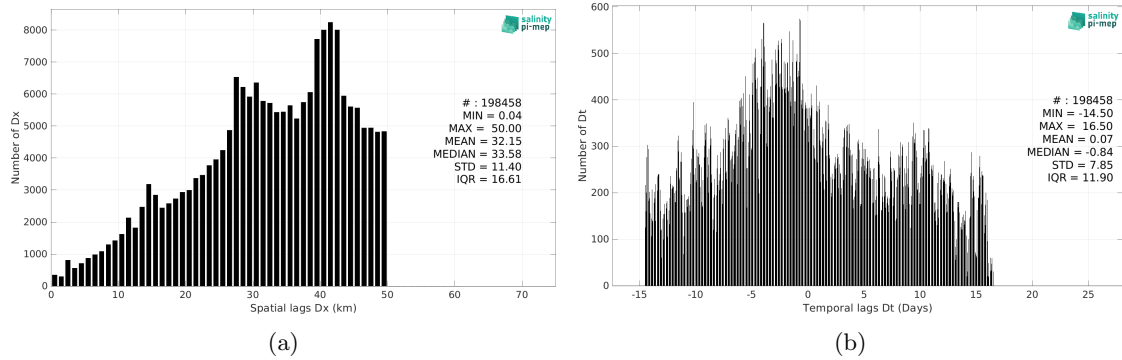 8000
7000
6000
5000
4000
3000
2000
1000
0
Number of Dx
0 10 20 30 40 50 60 70
Spatial lags Dx (km)
salinity
pi-mep
# : 198458
MIN = 0.04
MAX = 50.00
MEAN = 32.15
MEDIAN = 33.58
STD = 11.40
IQR = 16.61
(a)
600
500
400
300
200
100
0
Number of Dt
-15 -10 -5 0 5 10 15 20
Temporal lags Dt (Days)
salinity
pi-mep
# : 198458
MIN = -14.50
MAX = 16.50
MEAN = 0.07
MEDIAN = -0.84
STD = 7.85
IQR = 11.90
(b)